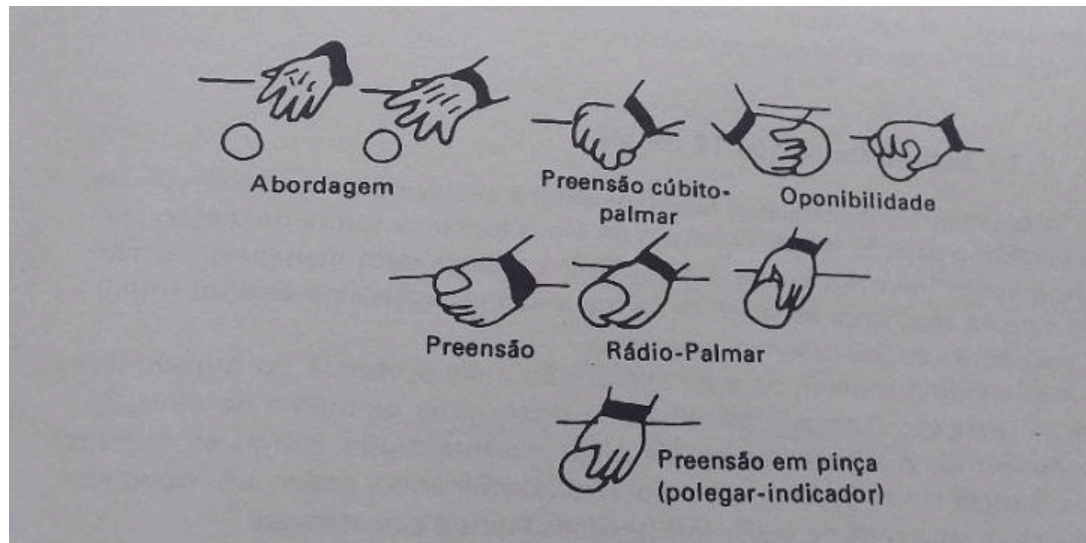 Abordagem
Preensão cúbito-
palmar
Oponibilidade
Preensão
Rádio-Palmar
Preensão em pinça
(polegar-indicador)